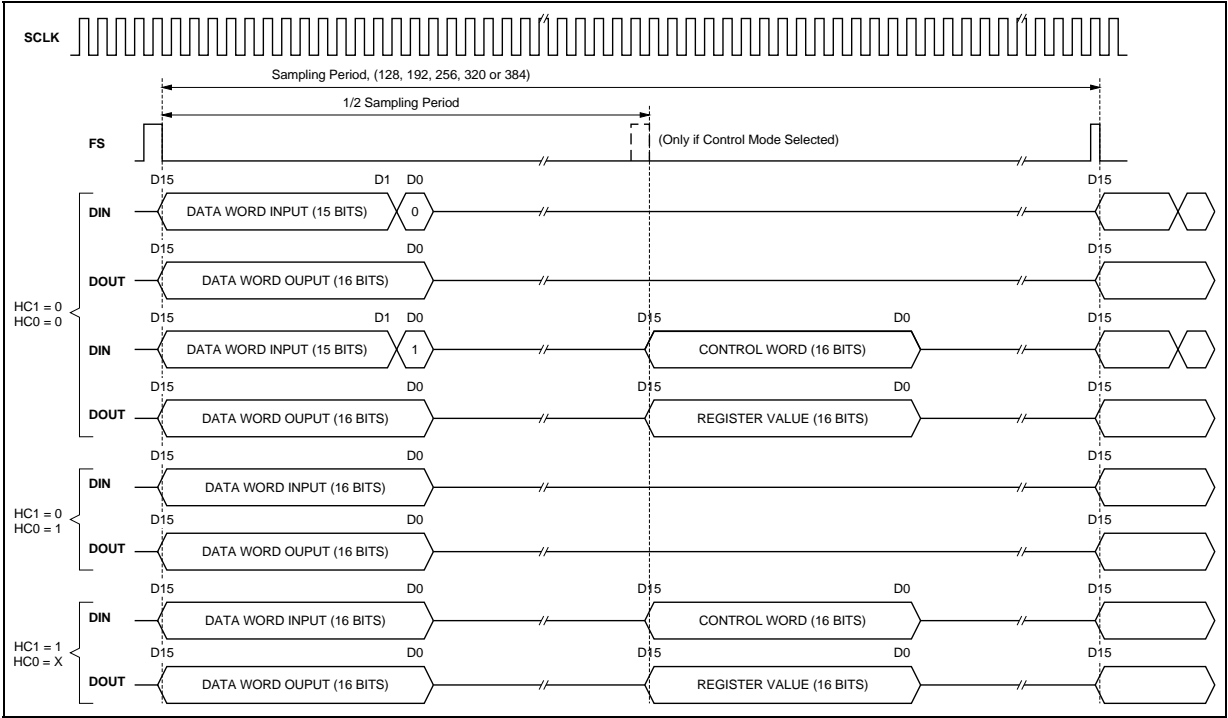 SCLK
Sampling Period, (128, 192, 256, 320 or 384)
1/2 Sampling Period
FS
(Only if Control Mode Selected)
D15 D1 D0 D15
DIN DATA WORD INPUT (15 BITS) 0
D15 D0 D15
DOUT DATA WORD OUPUT (16 BITS)
HC1 = 0
HC0 = 0
D15 D1 D0 D15 D0 D15
DIN DATA WORD INPUT (15 BITS) 1 CONTROL WORD (16 BITS)
D15 D0 D15 D0 D15
DOUT DATA WORD OUPUT (16 BITS) REGISTER VALUE (16 BITS)
D15 D0 D15
DIN DATA WORD INPUT (16 BITS)
HC1 = 0
HC0 = 1
D15 D0 D15
DOUT DATA WORD OUPUT (16 BITS)
D15 D0 D15 D0 D15
DIN DATA WORD INPUT (16 BITS) CONTROL WORD (16 BITS)
HC1 = 1
HC0 = X
D15 D0 D15 D0 D15
DOUT DATA WORD OUPUT (16 BITS) REGISTER VALUE (16 BITS)